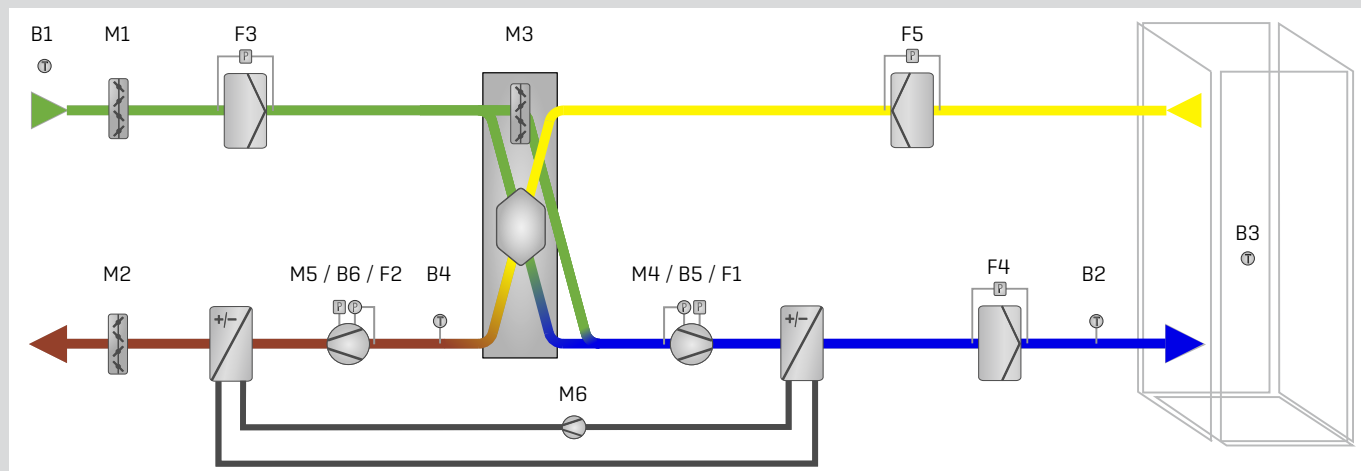 B1 M1 F3 M3 F5
T P P
B3
T
M2 M5 / B6 / F2 B4 M4 / B5 / F1 F4 B2
P P T P P P T
+/- +/-
M6